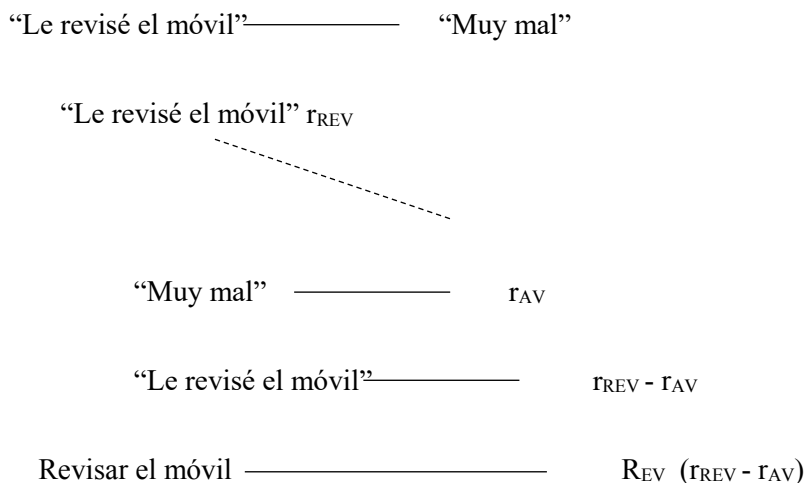 “Le revisé el móvil” “Muy mal”
“Le revisé el móvil” rREV
“Muy mal” rAV
“Le revisé el móvil” rREV - rAV
Revisar el móvil REV (rREV - rAV)